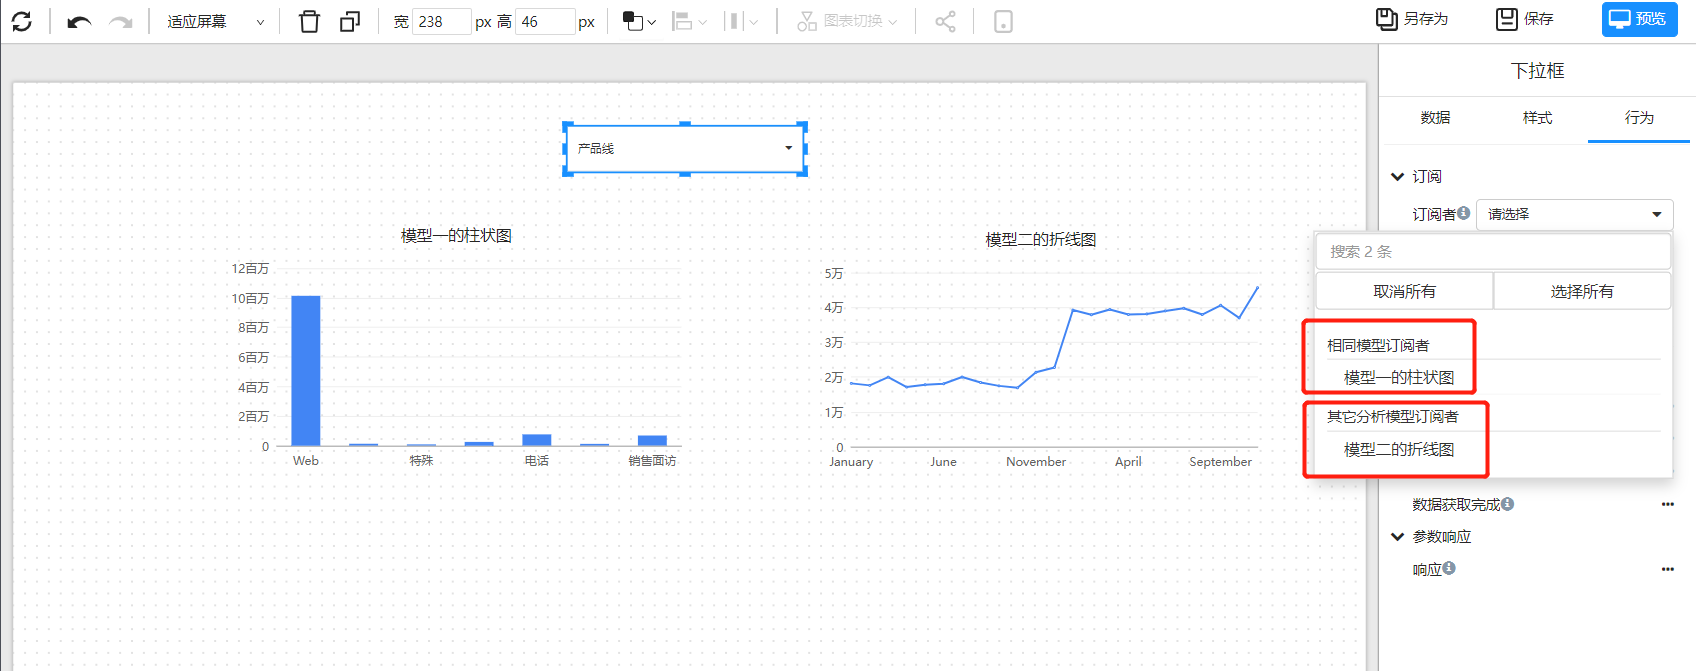 适应屏幕 宽 238 px 高 46 px 图表切换 另存为 保存 预览
下拉框
数据 样式 行为
产品线
订阅
订阅者 请选择
搜索 2 条
取消所有 选择所有
相同模型订阅者
模型一的柱状图
其它分析模型订阅者
模型二的折线图
数据获取完成
参数响应
响应
模型一的柱状图
12百万
10百万
8百万
6百万
4百万
2百万
0
Web 特殊 电话 销售面访
模型二的折线图
5万
4万
3万
2万
1万
0
January June November April September